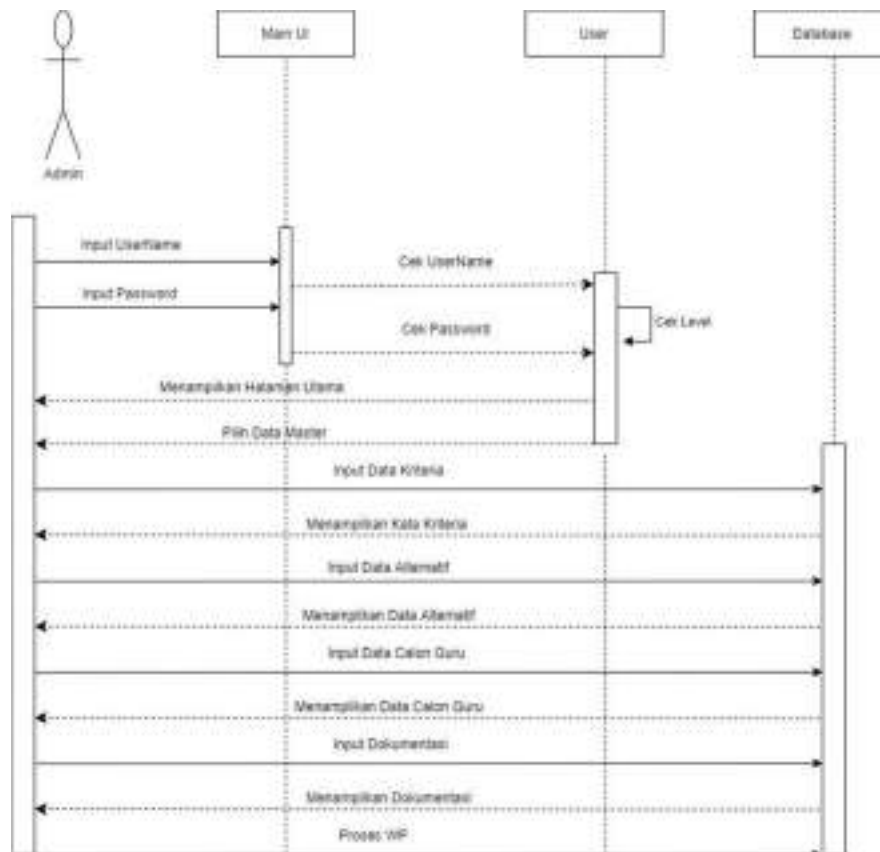 Main UI
User
Database
Admin
Input UserName
Cek UserName
Input Password
Cek Level
Cek Password
Menampilkan Halaman Utama
Pilih Data Master
Input Data Kriteria
Menampilkan Kata Kriteria
Input Data Alternatif
Menampilkan Data Alternatif
Input Data Calon Guru
Menampilkan Data Calon Guru
Input Dokumentasi
Menampilkan Dokumentasi
Proses WP